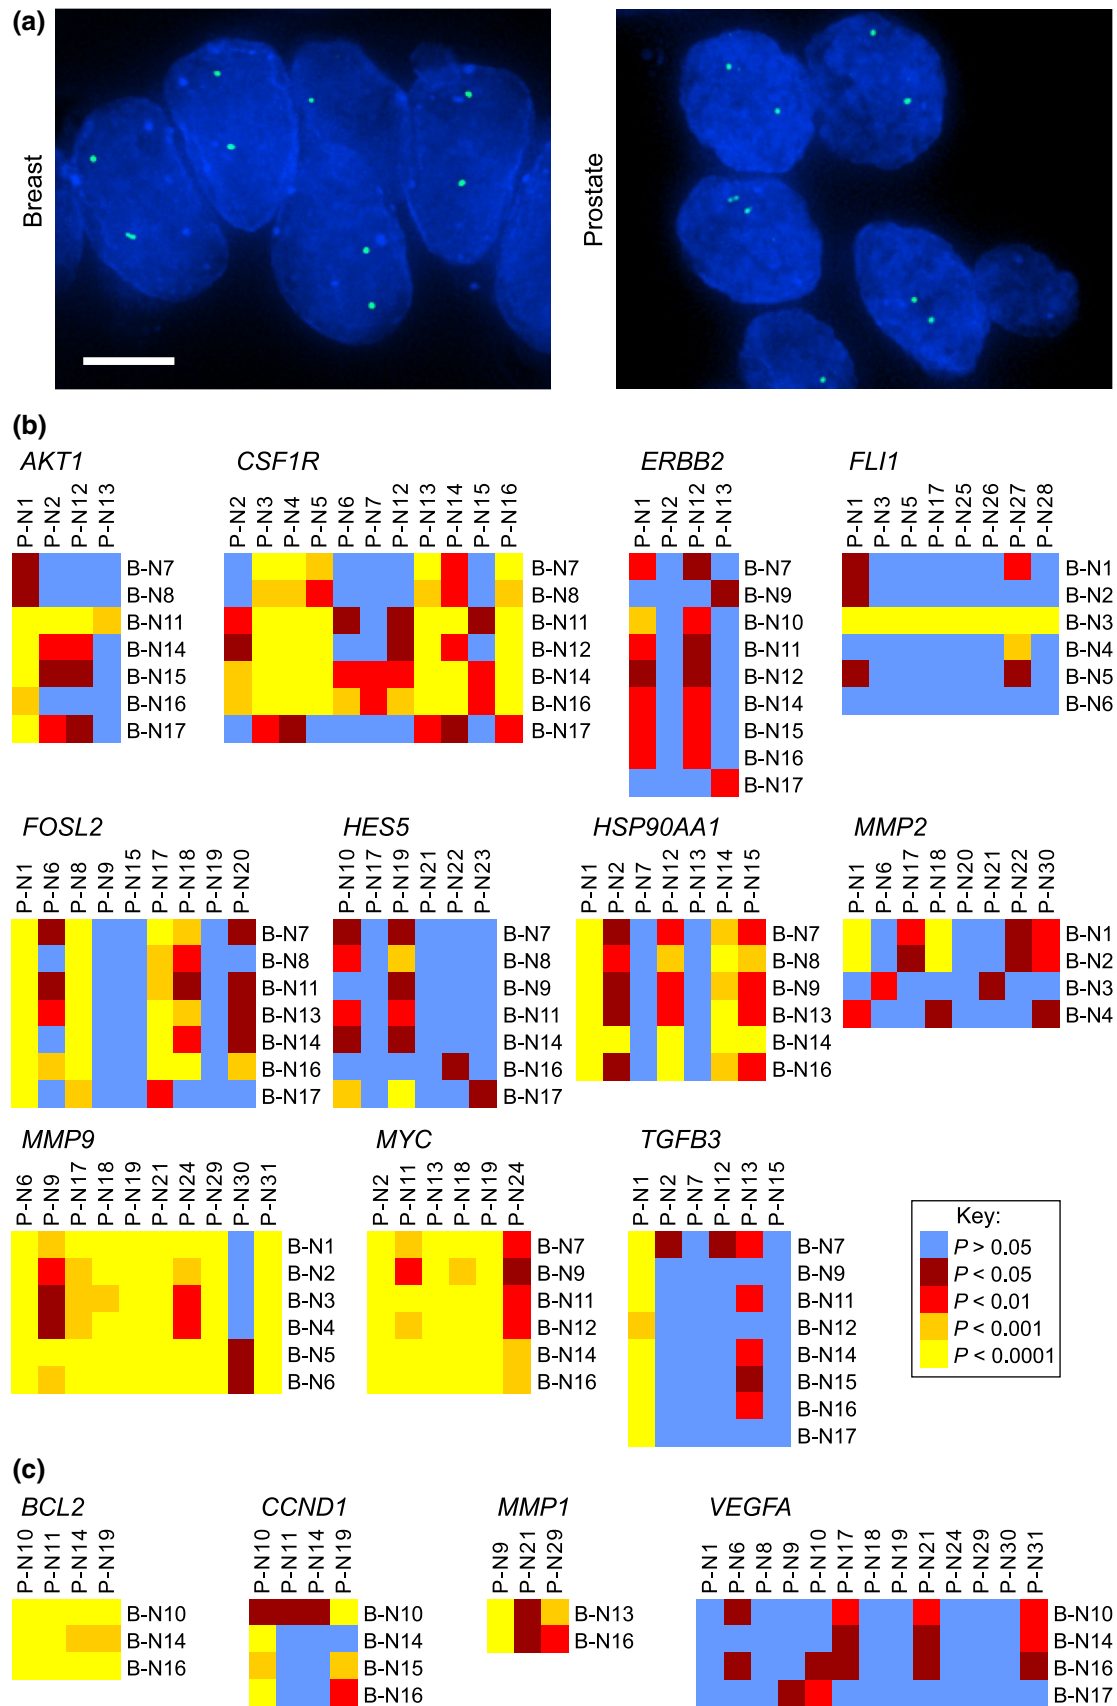 (a)
Breast
Prostate
(b)
AKT1
P-N1 P-N2 P-N12 P-N13
B-N7
B-N8
B-N11
B-N14
B-N15
B-N16
B-N17
CSF1R
P-N2 P-N3 P-N4 P-N5 P-N6 P-N7 P-N12 P-N13 P-N14 P-N15 P-N16
B-N7
B-N8
B-N11
B-N12
B-N14
B-N16
B-N17
ERBB2
P-N1 P-N2 P-N12 P-N13
B-N7
B-N9
B-N10
B-N11
B-N12
B-N14
B-N15
B-N16
B-N17
FLI1
P-N1 P-N3 P-N5 P-N17 P-N25 P-N26 P-N27 P-N28
B-N1
B-N2
B-N3
B-N4
B-N5
B-N6
FOSL2
P-N1 P-N6 P-N8 P-N9 P-N15 P-N17 P-N18 P-N19 P-N20
B-N7
B-N8
B-N11
B-N13
B-N14
B-N16
B-N17
HES5
P-N10 P-N17 P-N19 P-N21 P-N22 P-N23
B-N7
B-N8
B-N9
B-N11
B-N14
B-N16
B-N17
HSP90AA1
P-N1 P-N2 P-N7 P-N12 P-N13 P-N14 P-N15
B-N7
B-N8
B-N9
B-N13
B-N14
B-N16
MMP2
P-N1 P-N6 P-N17 P-N18 P-N20 P-N21 P-N22 P-N30
B-N1
B-N2
B-N3
B-N4
MMP9
P-N6 P-N9 P-N17 P-N18 P-N19 P-N21 P-N24 P-N29 P-N30 P-N31
B-N1
B-N2
B-N3
B-N4
B-N5
B-N6
MYC
P-N2 P-N11 P-N13 P-N18 P-N19 P-N24
B-N7
B-N9
B-N11
B-N12
B-N14
B-N16
TGFB3
P-N1 P-N2 P-N7 P-N12 P-N13 P-N15
B-N7
B-N9
B-N11
B-N12
B-N14
B-N15
B-N16
B-N17
Key:
P > 0.05
P < 0.05
P < 0.01
P < 0.001
P < 0.0001
(c)
BCL2
P-N10 P-N11 P-N14 P-N19
B-N10
B-N14
B-N16
CCND1
P-N10 P-N11 P-N14 P-N19
B-N10
B-N14
B-N15
B-N16
MMP1
P-N9 P-N21 P-N29
B-N13
B-N16
VEGFA
P-N1 P-N6 P-N8 P-N9 P-N10 P-N17 P-N18 P-N19 P-N21 P-N24 P-N29 P-N30 P-N31
B-N10
B-N14
B-N16
B-N17